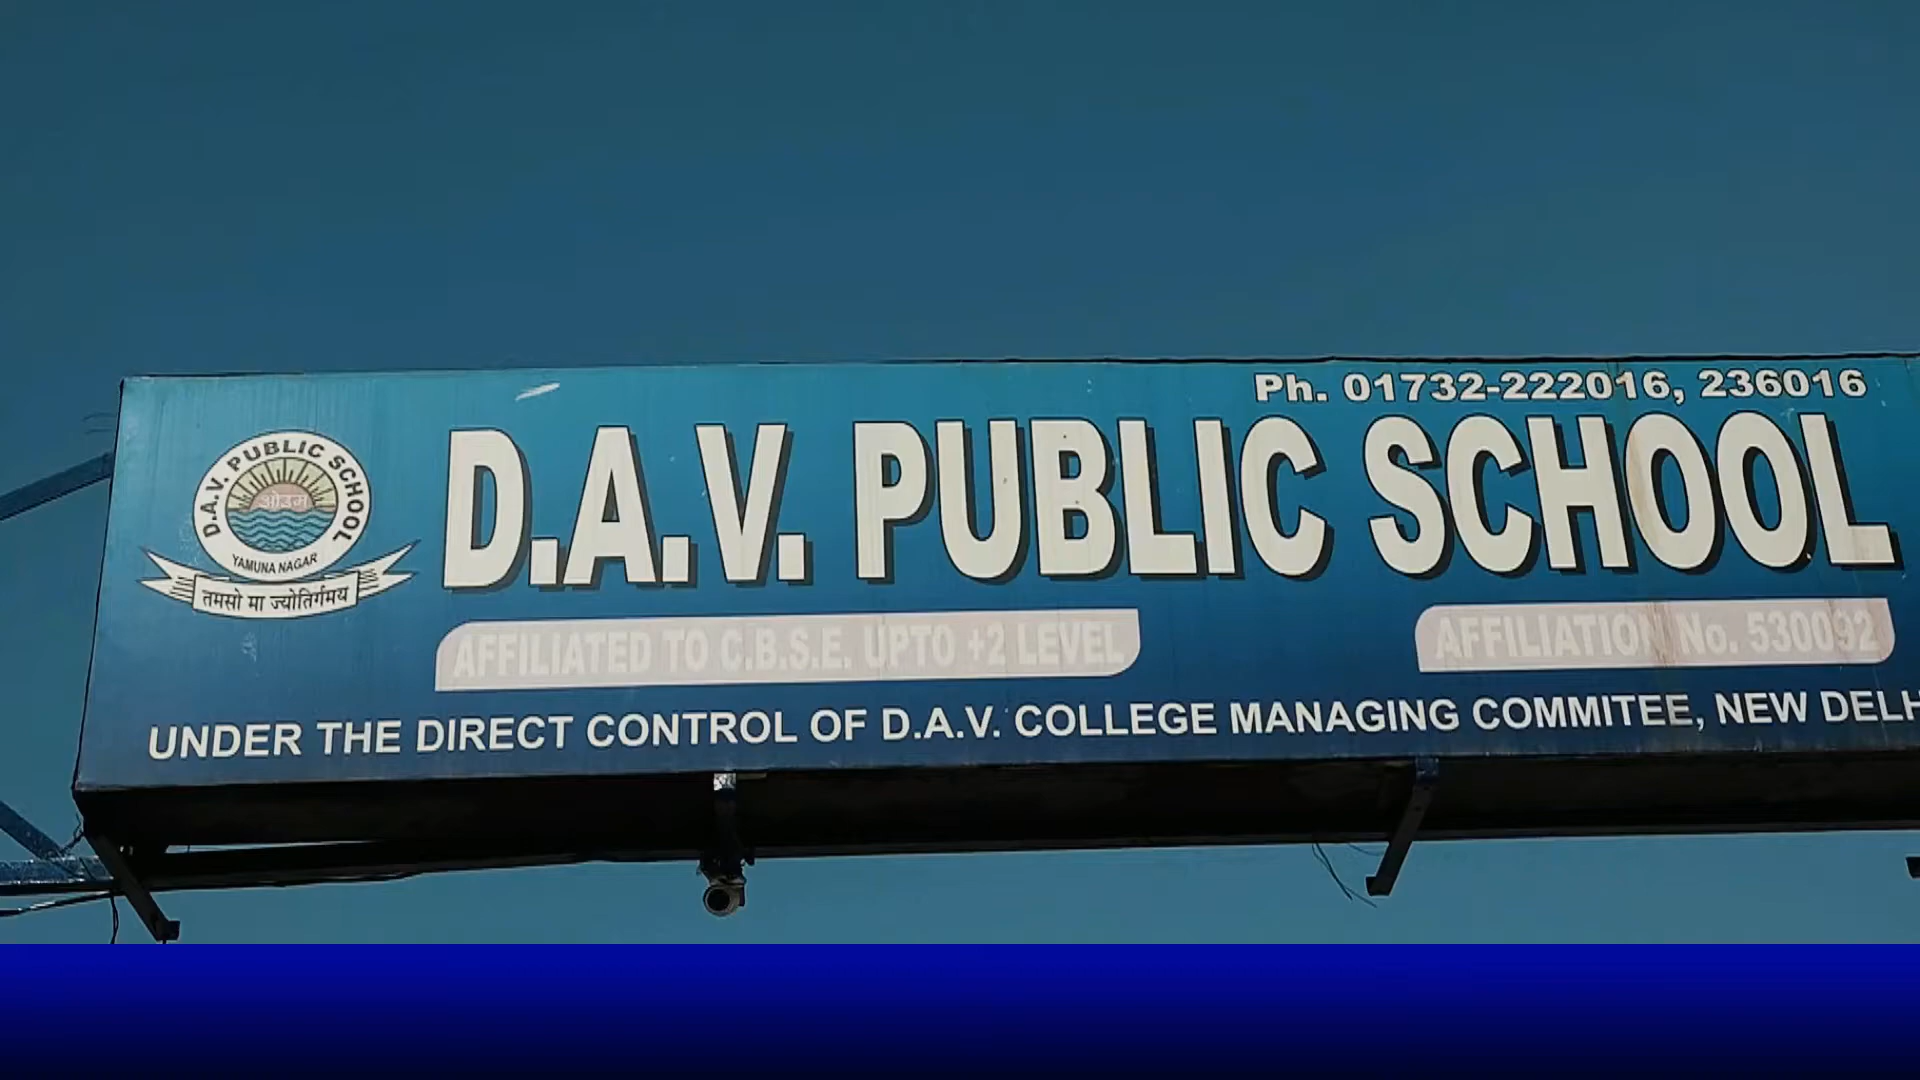 Ph. 01732-222016, 236016
D.A.V. PUBLIC SCHOOL
D.A.V. PUBLIC SCHOOL
ओ३म
YAMUNA NAGAR
तमसो मा ज्योतिर्गमय
AFFILIATED TO C.B.S.E. UPTO +2 LEVEL
AFFILIATION No. 530092
UNDER THE DIRECT CONTROL OF D.A.V. COLLEGE MANAGING COMMITEE, NEW DELH